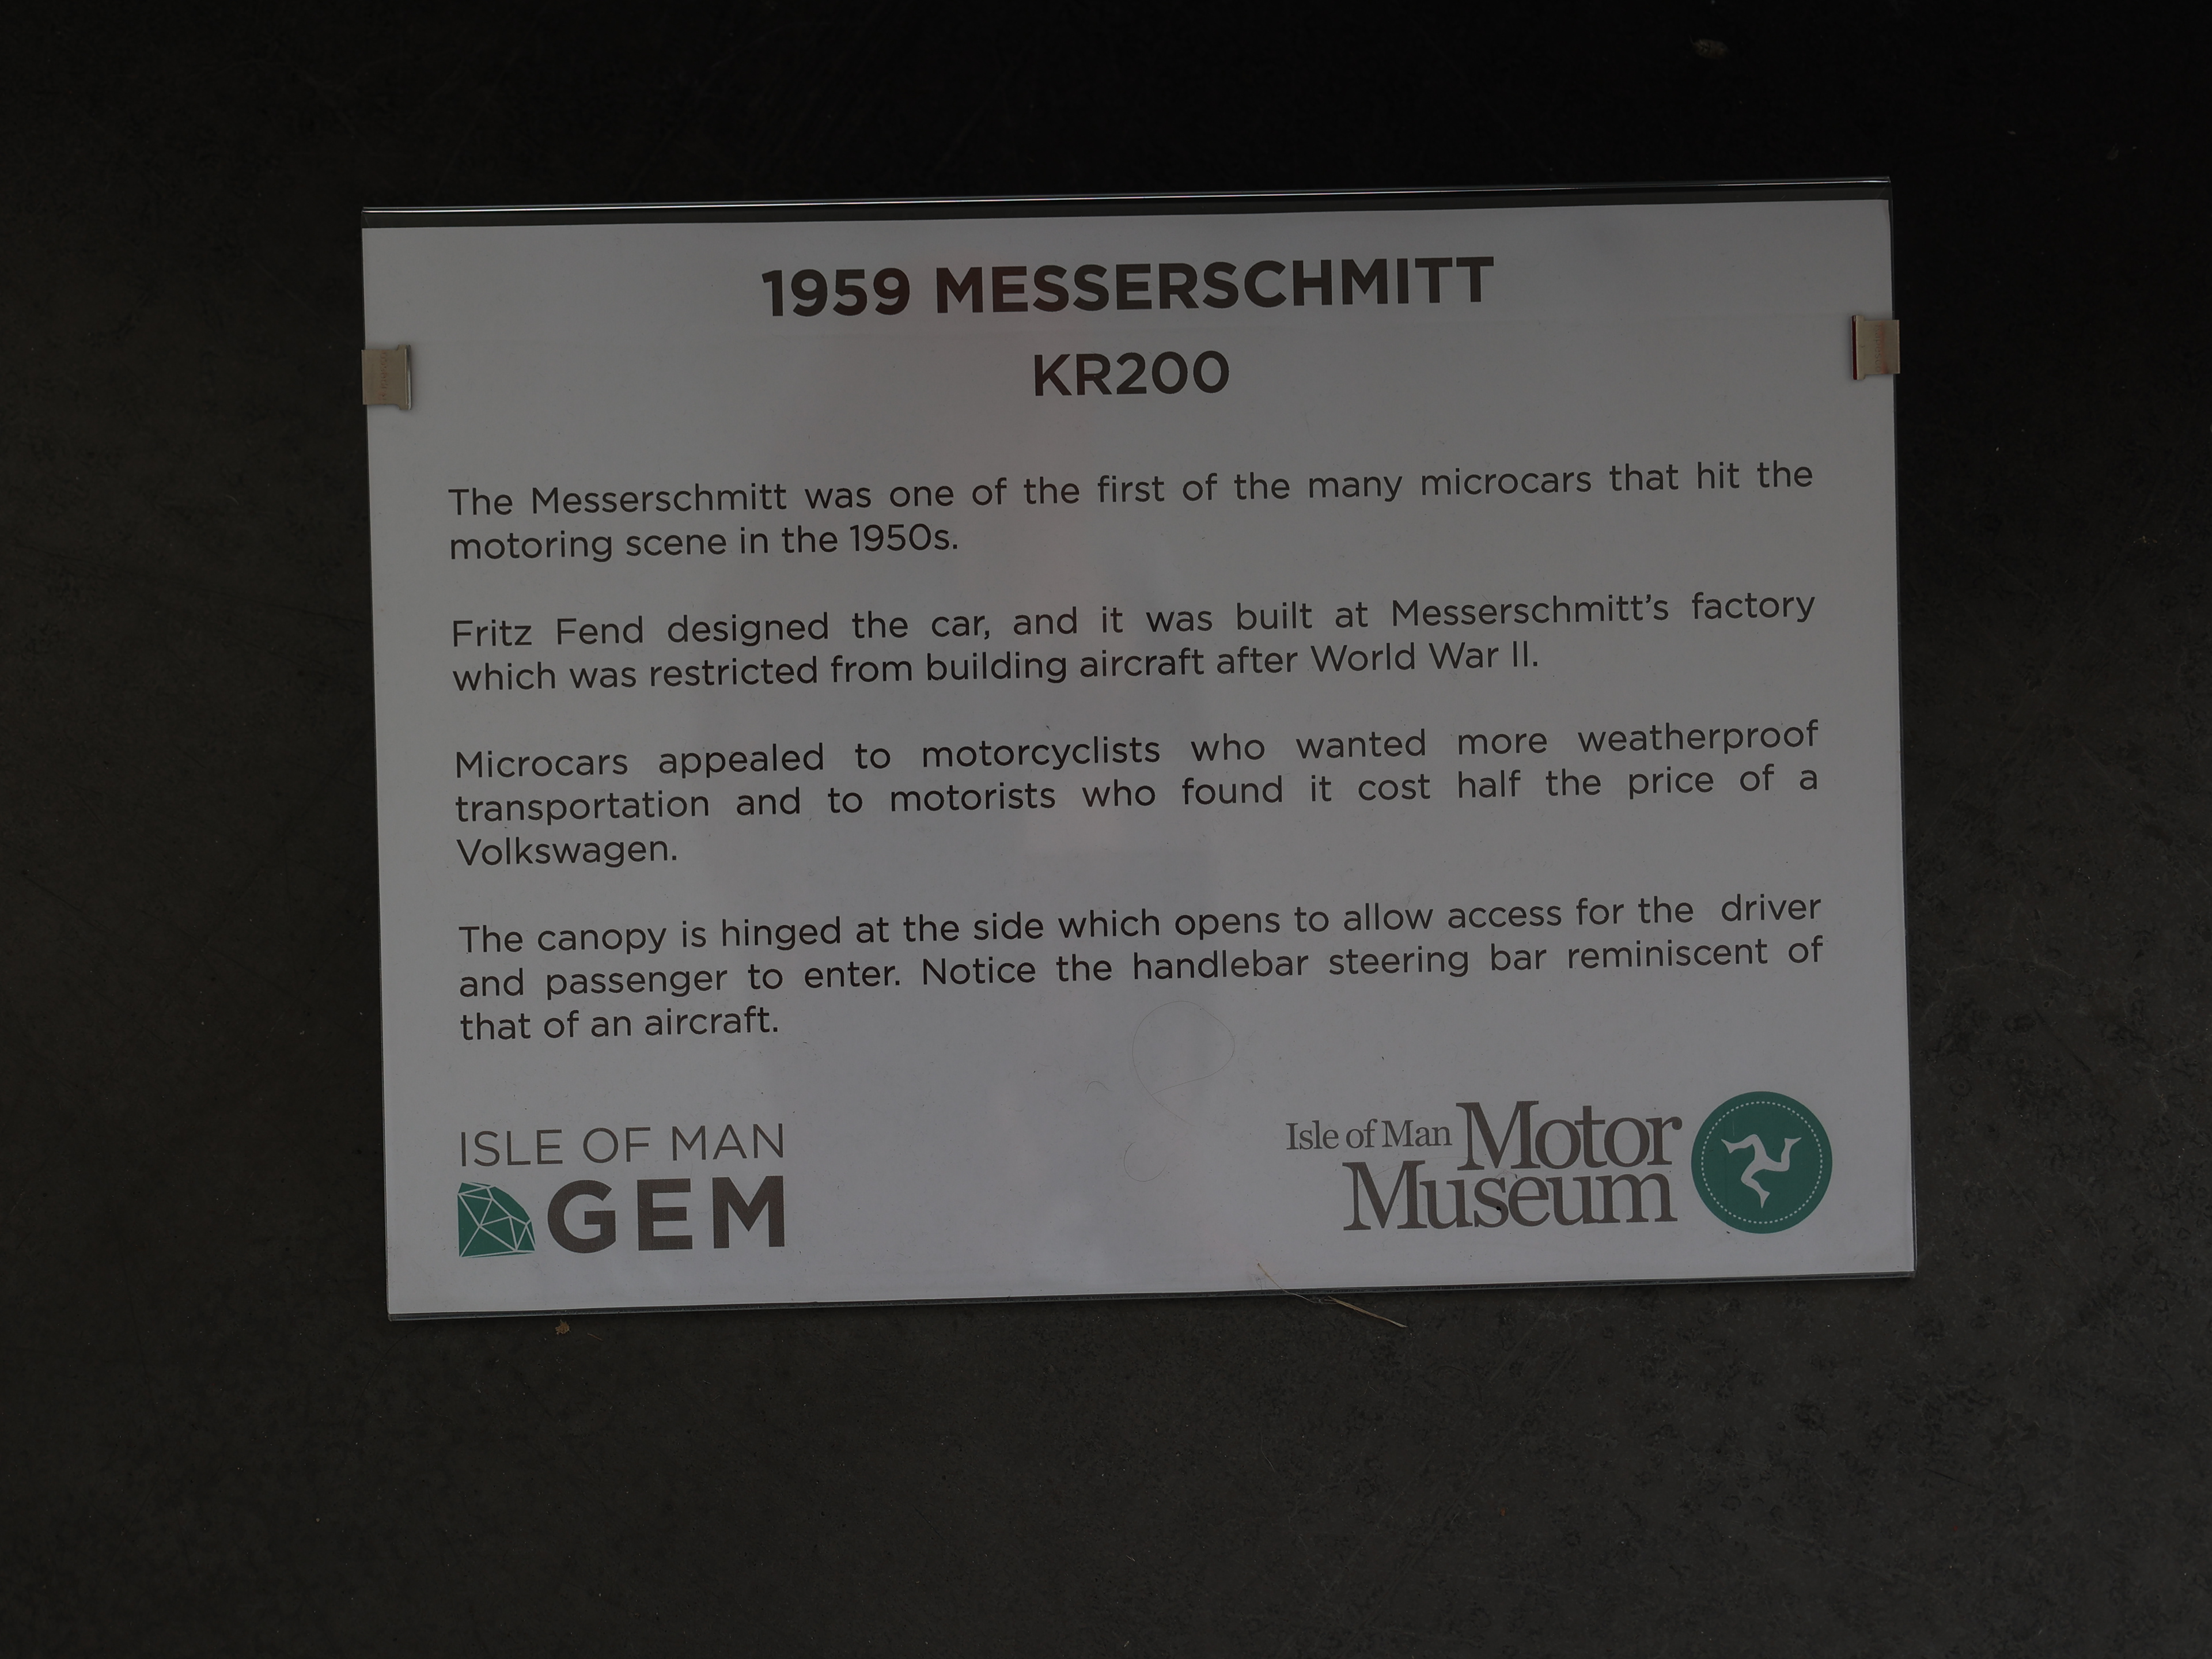 1959 MESSERSCHMITT
KR200
The Messerschmitt was one of the first of the many microcars that hit the
motoring scene in the 1950s.
Fritz Fend designed the car, and it was built at Messerschmitt's factory
which was restricted from building aircraft after World War II.
Microcars appealed to motorcyclists who wanted more weatherproof
transportation and to motorists who found it cost half the price of a
Volkswagen.
The canopy is hinged at the side which opens to allow access for the driver
and passenger to enter. Notice the handlebar steering bar reminiscent of
that of an aircraft.
ISLE OF MAN
GEM
Isle of Man Motor
Museum